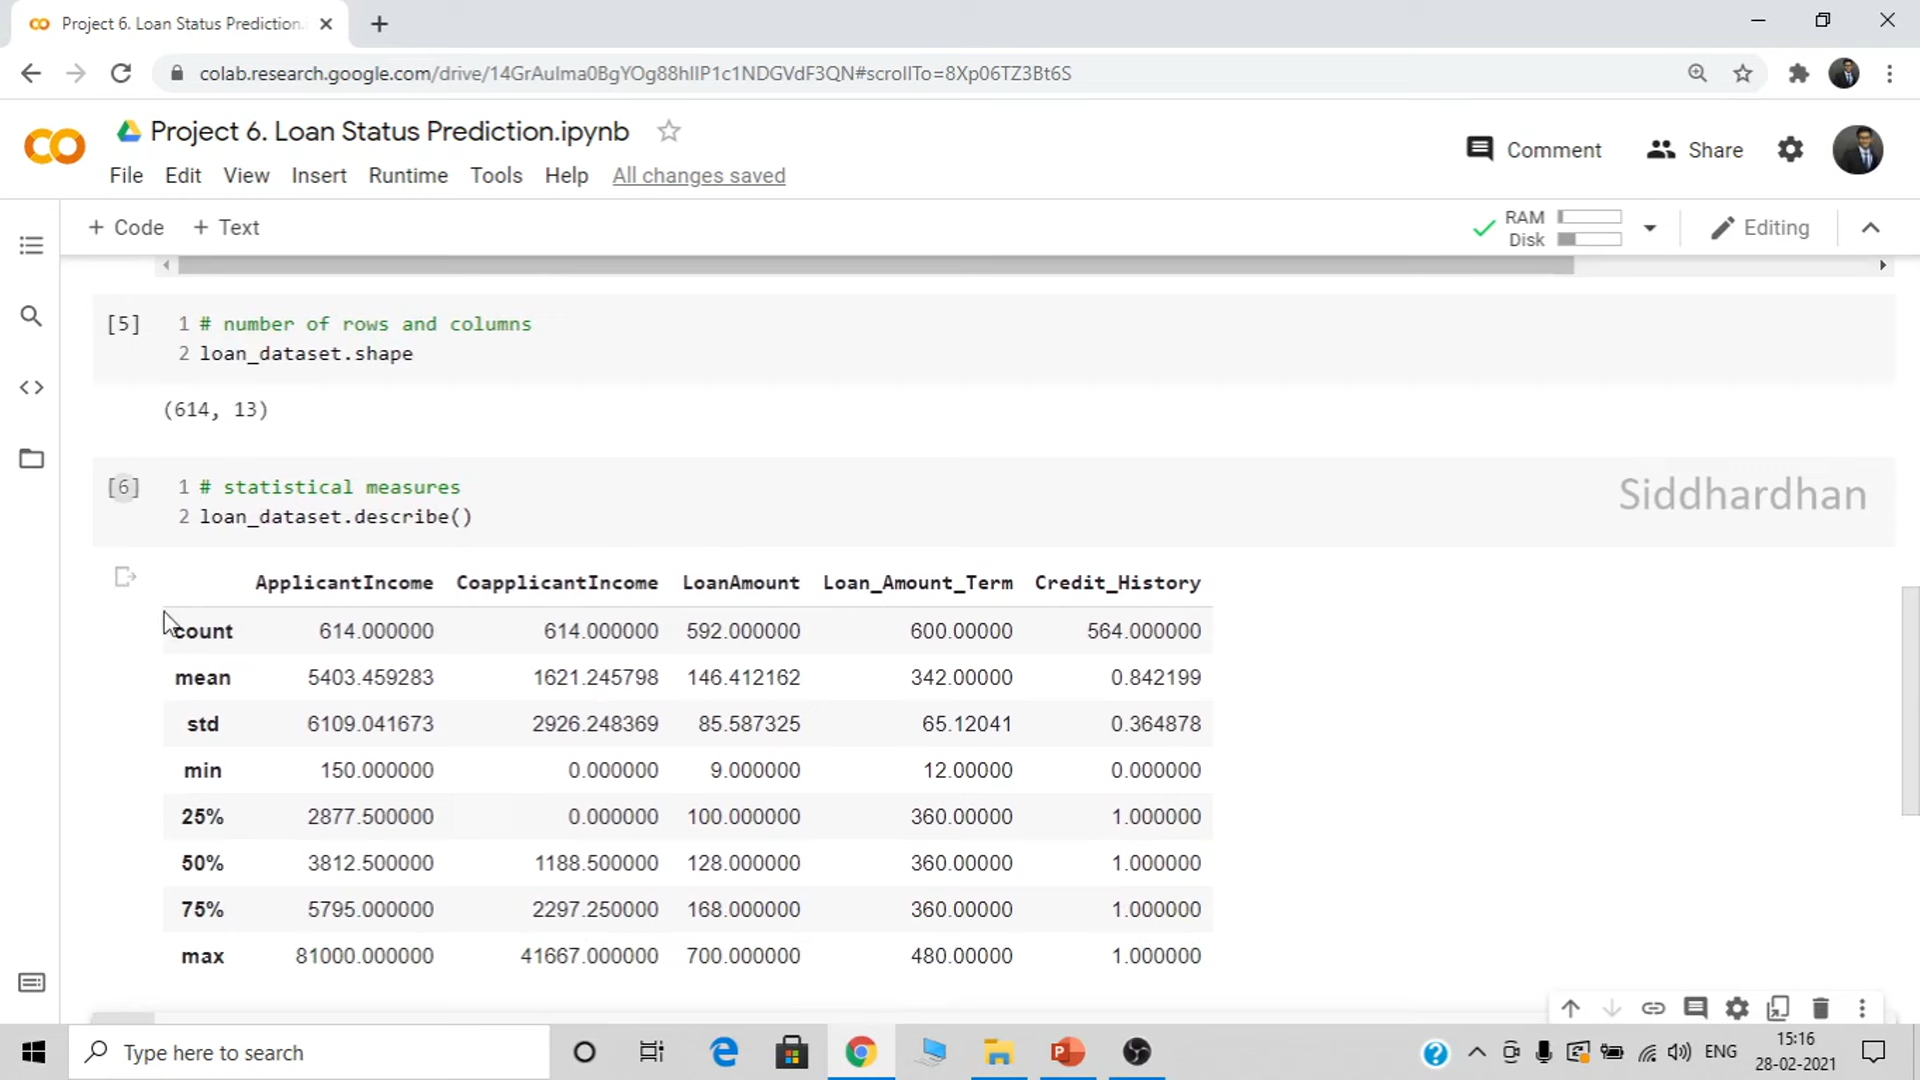 Project 6. Loan Status Prediction.
colab.research.google.com/drive/14GrAulma0BgYOg88hlIP1c1NDGVdF3QN#scrollTo=8Xp06TZ3Bt6S
Project 6. Loan Status Prediction.ipynb
Comment Share
File Edit View Insert Runtime Tools Help All changes saved
+ Code + Text RAM Disk Editing
[5] 1 # number of rows and columns
2 loan_dataset.shape
(614, 13)
[6] 1 # statistical measures
2 loan_dataset.describe()
Siddhardhan
ApplicantIncome CoapplicantIncome LoanAmount Loan_Amount_Term Credit_History
count 614.000000 614.000000 592.000000 600.00000 564.000000
mean 5403.459283 1621.245798 146.412162 342.00000 0.842199
std 6109.041673 2926.248369 85.587325 65.12041 0.364878
min 150.000000 0.000000 9.000000 12.00000 0.000000
25% 2877.500000 0.000000 100.000000 360.00000 1.000000
50% 3812.500000 1188.500000 128.000000 360.00000 1.000000
75% 5795.000000 2297.250000 168.000000 360.00000 1.000000
max 81000.000000 41667.000000 700.000000 480.00000 1.000000
Type here to search
ENG
15:16
28-02-2021